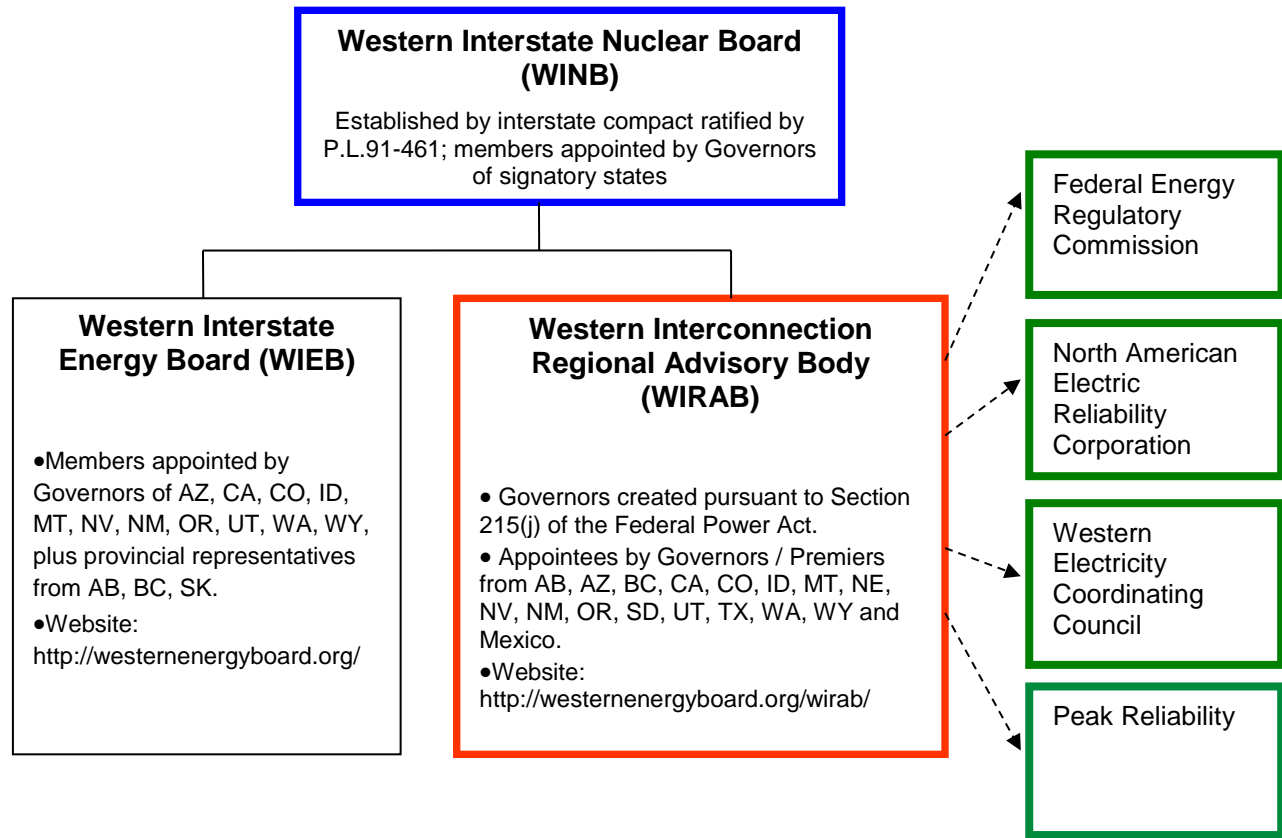 Western Interstate Nuclear Board
(WINB)
Established by interstate compact ratified by
P.L.91-461; members appointed by Governors
of signatory states
Western Interstate
Energy Board (WIEB)
•Members appointed by
Governors of AZ, CA, CO, ID,
MT, NV, NM, OR, UT, WA, WY,
plus provincial representatives
from AB, BC, SK.
•Website:
http://westernenergyboard.org/
Western Interconnection
Regional Advisory Body
(WIRAB)
• Governors created pursuant to Section
215(j) of the Federal Power Act.
• Appointees by Governors / Premiers
from AB, AZ, BC, CA, CO, ID, MT, NE,
NV, NM, OR, SD, UT, TX, WA, WY and
Mexico.
•Website:
http://westernenergyboard.org/wirab/
Federal Energy
Regulatory
Commission
North American
Electric
Reliability
Corporation
Western
Electricity
Coordinating
Council
Peak Reliability